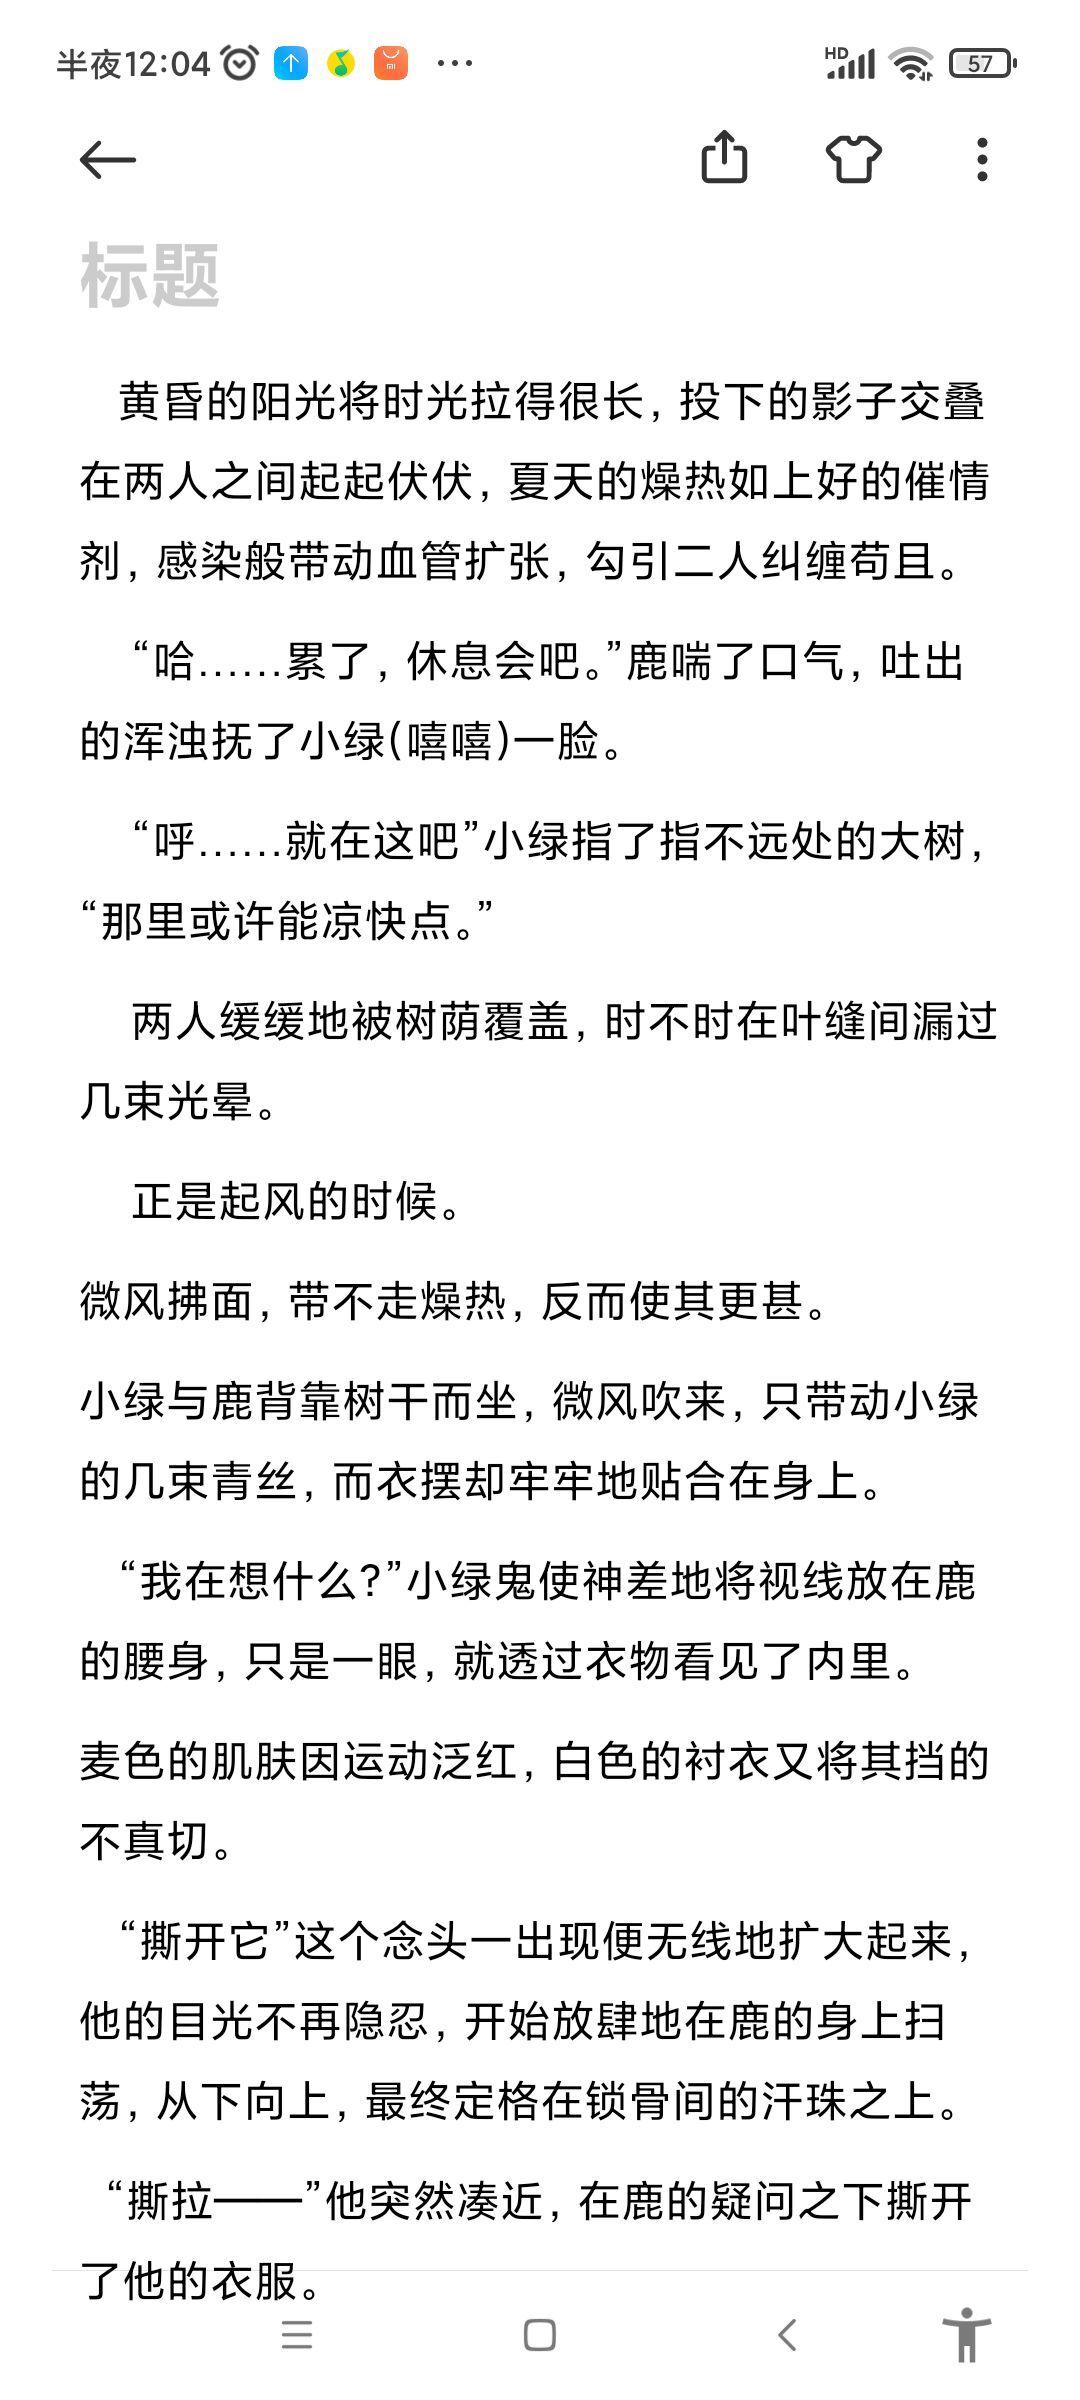 半夜12:04
HD
57
标题
黄昏的阳光将时光拉得很长，投下的影子交叠
在两人之间起起伏伏，夏天的燥热如上好的催情
剂，感染般带动血管扩张，勾引二人纠缠苟且。
“哈……累了，休息会吧。”鹿喘了口气，吐出
的浑浊抚了小绿(嘻嘻)一脸。
“呼……就在这吧”小绿指了指不远处的大树，
“那里或许能凉快点。”
两人缓缓地被树荫覆盖，时不时在叶缝间漏过
几束光晕。
正是起风的时候。
微风拂面，带不走燥热，反而使其更甚。
小绿与鹿背靠树干而坐，微风吹来，只带动小绿
的几束青丝，而衣摆却牢牢地贴合在身上。
“我在想什么？”小绿鬼使神差地将视线放在鹿
的腰身，只是一眼，就透过衣物看见了内里。
麦色的肌肤因运动泛红，白色的衬衣又将其挡的
不真切。
“撕开它”这个念头一出现便无线地扩大起来，
他的目光不再隐忍，开始放肆地在鹿的身上扫
荡，从下向上，最终定格在锁骨间的汗珠之上。
“撕拉——”他突然凑近，在鹿的疑问之下撕开
了他的衣服。